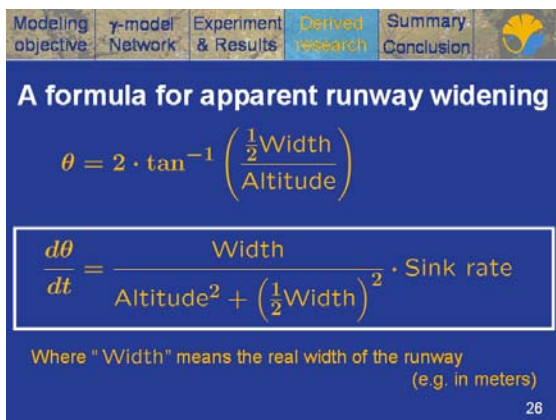 Modeling objective
γ-model Network
Experiment & Results
Derived research
Summary Conclusion
A formula for apparent runway widening
θ = 2 · tan⁻¹ (½Width / Altitude)
dθ/dt = Width / (Altitude² + (½Width)²) · Sink rate
Where "Width" means the real width of the runway
(e.g. in meters)
26